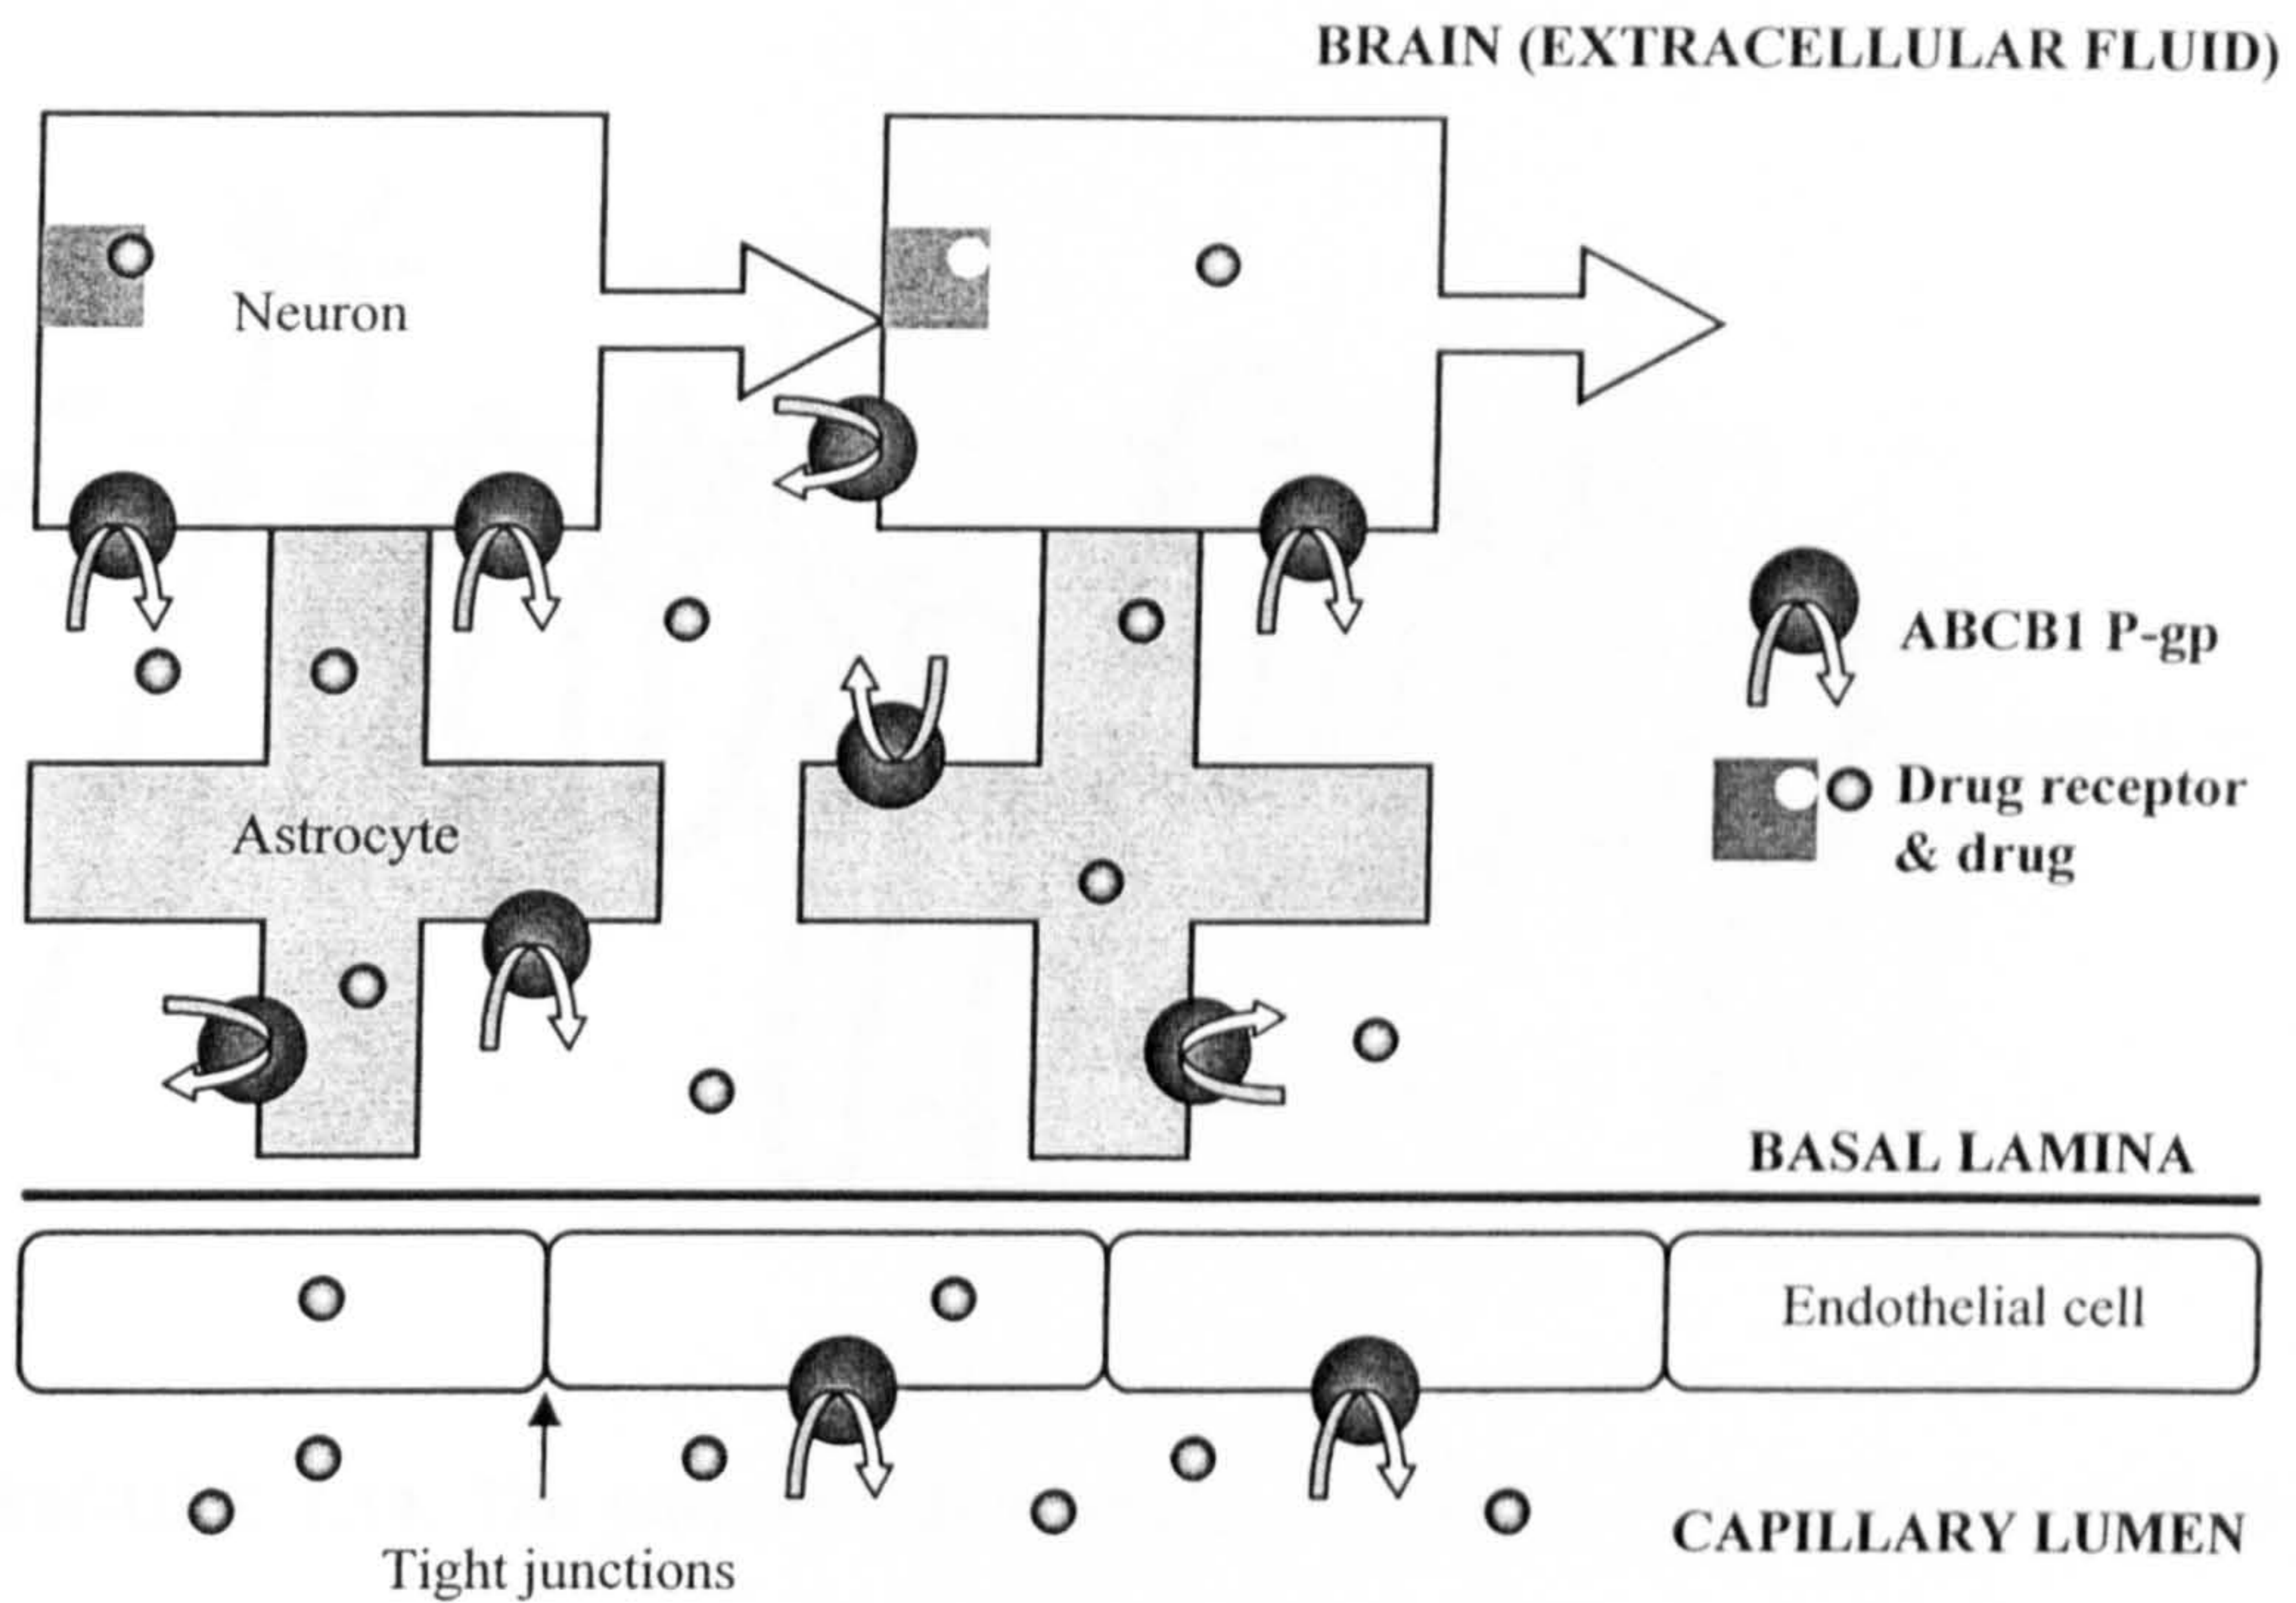 BRAIN (EXTRACELLULAR FLUID)
Neuron
ABCB1 P-gp
Drug receptor
& drug
Astrocyte
BASAL LAMINA
Endothelial cell
CAPILLARY LUMEN
Tight junctions